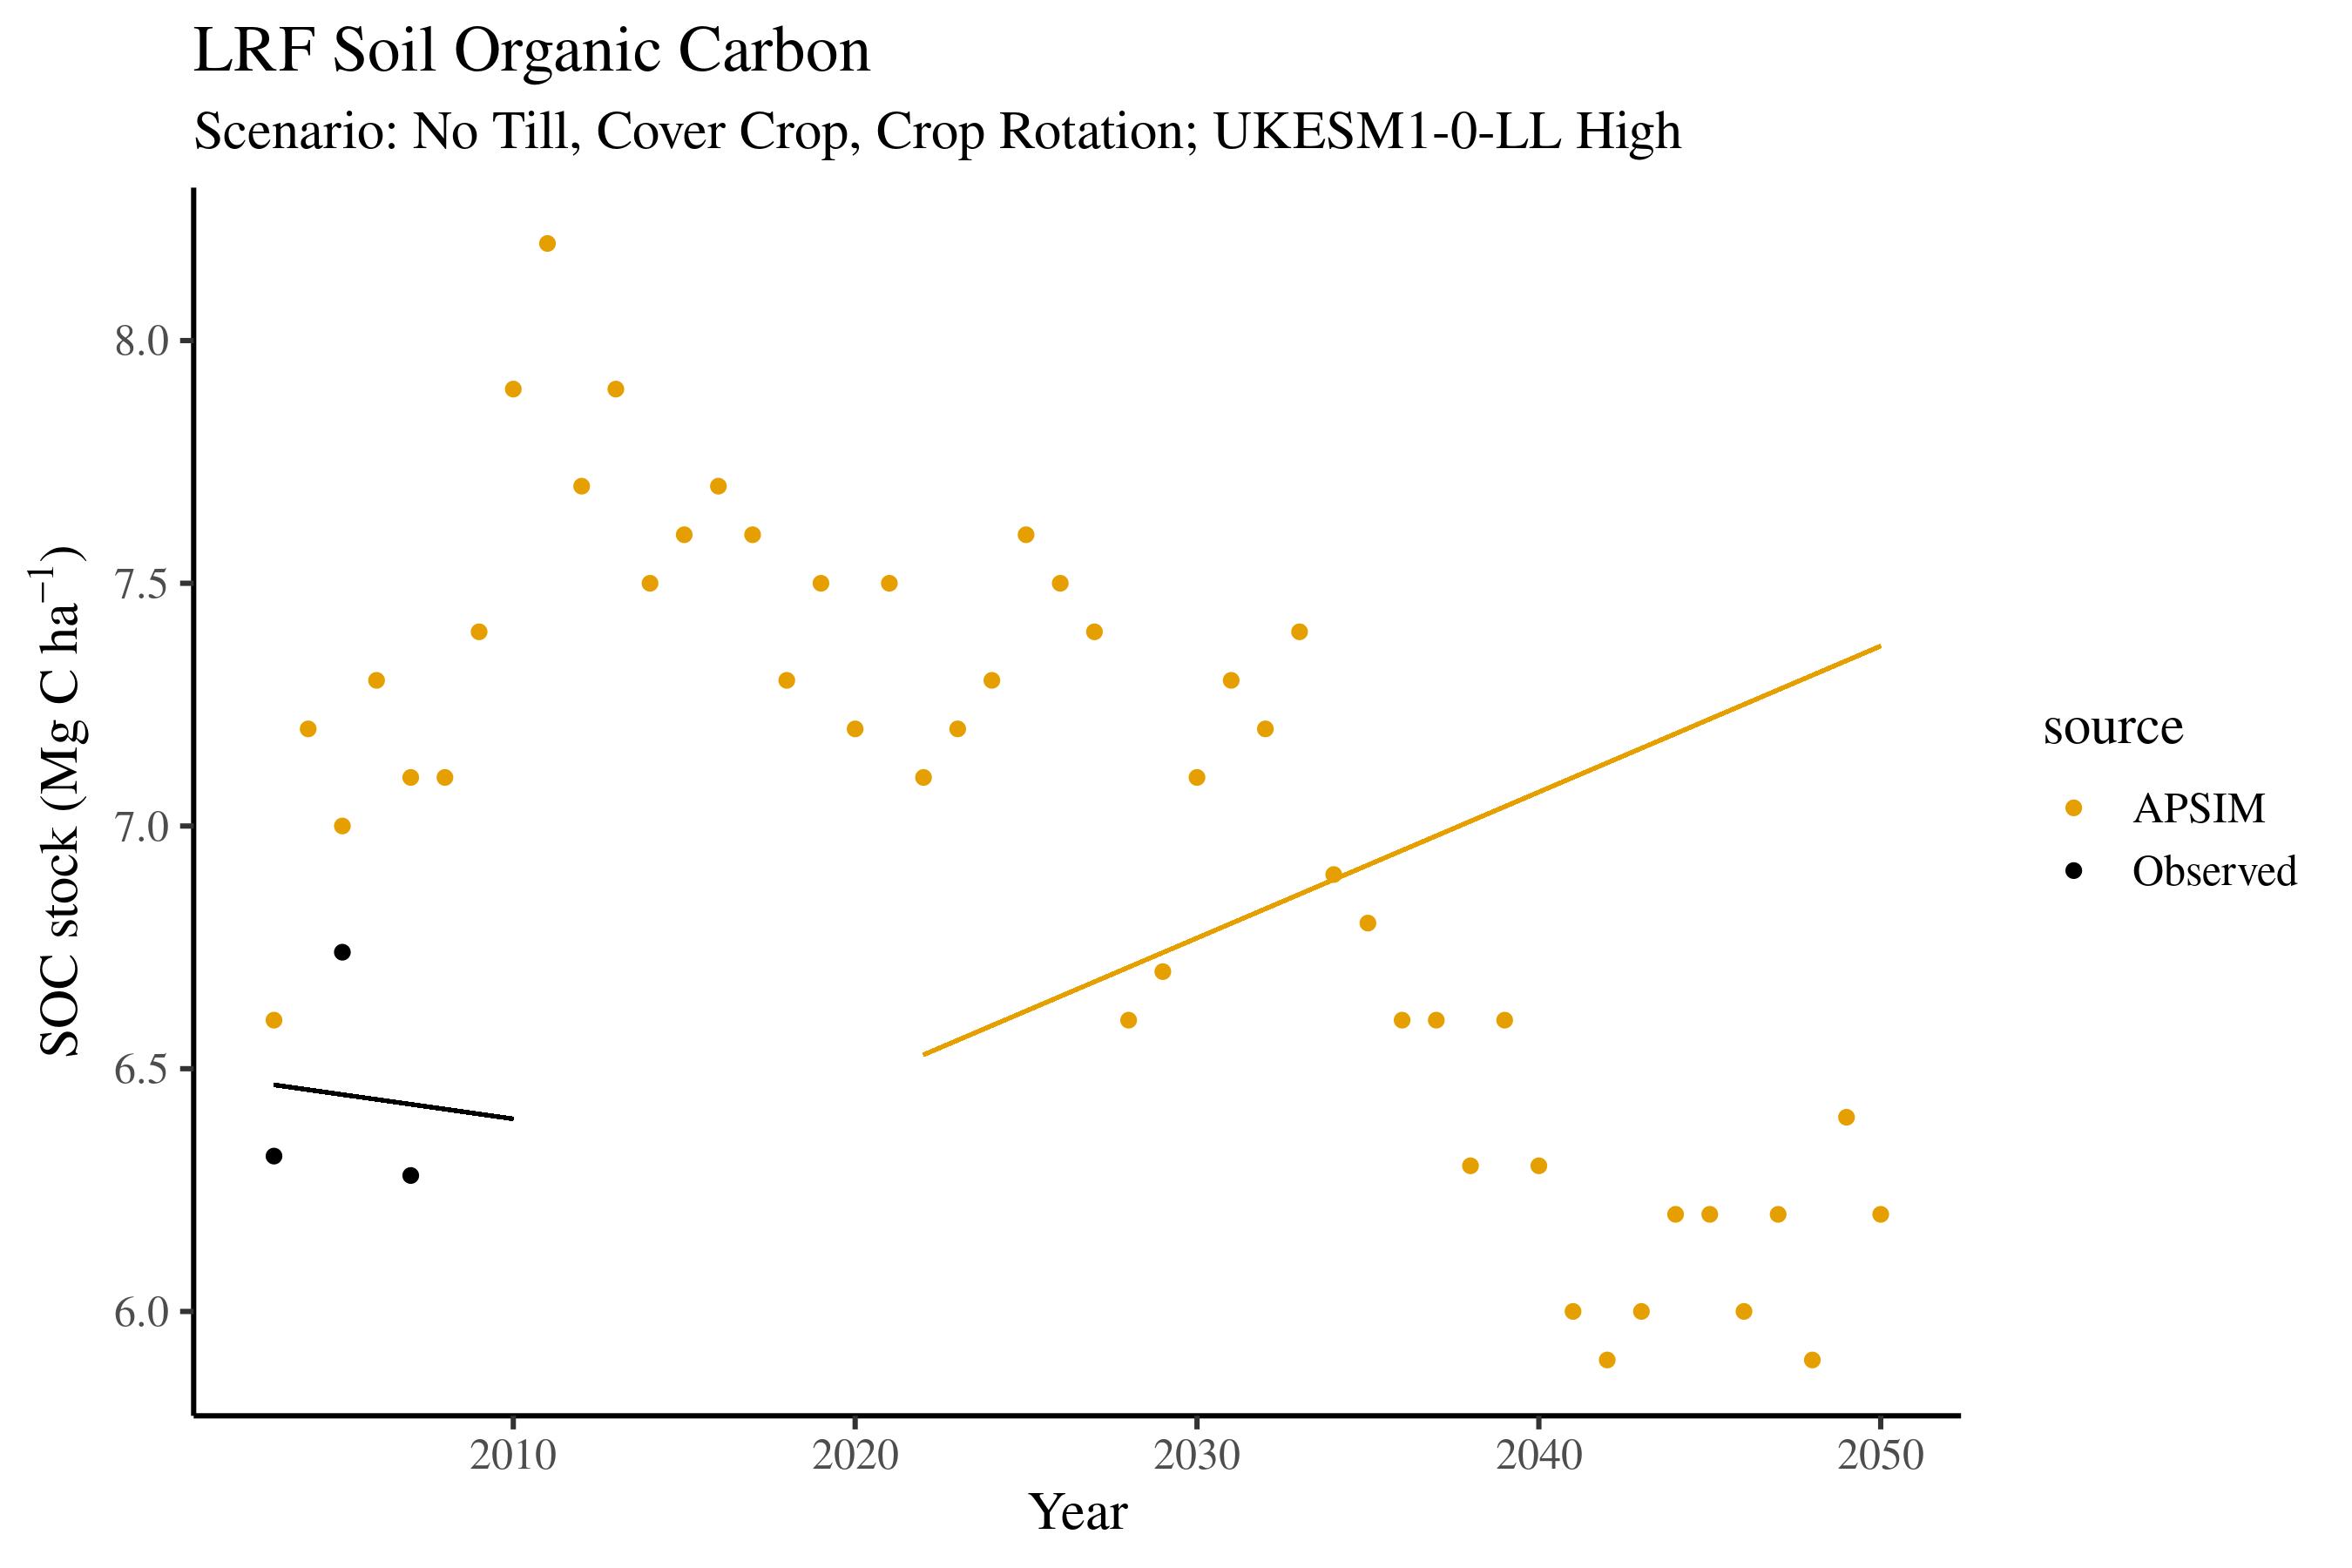 LRF Soil Organic Carbon
Scenario: No Till, Cover Crop, Crop Rotation; UKESM1-0-LL High
SOC stock (Mg C ha⁻¹)
8.0
7.5
7.0
6.5
6.0
2010 2020 2030 2040 2050
Year
source
APSIM
Observed